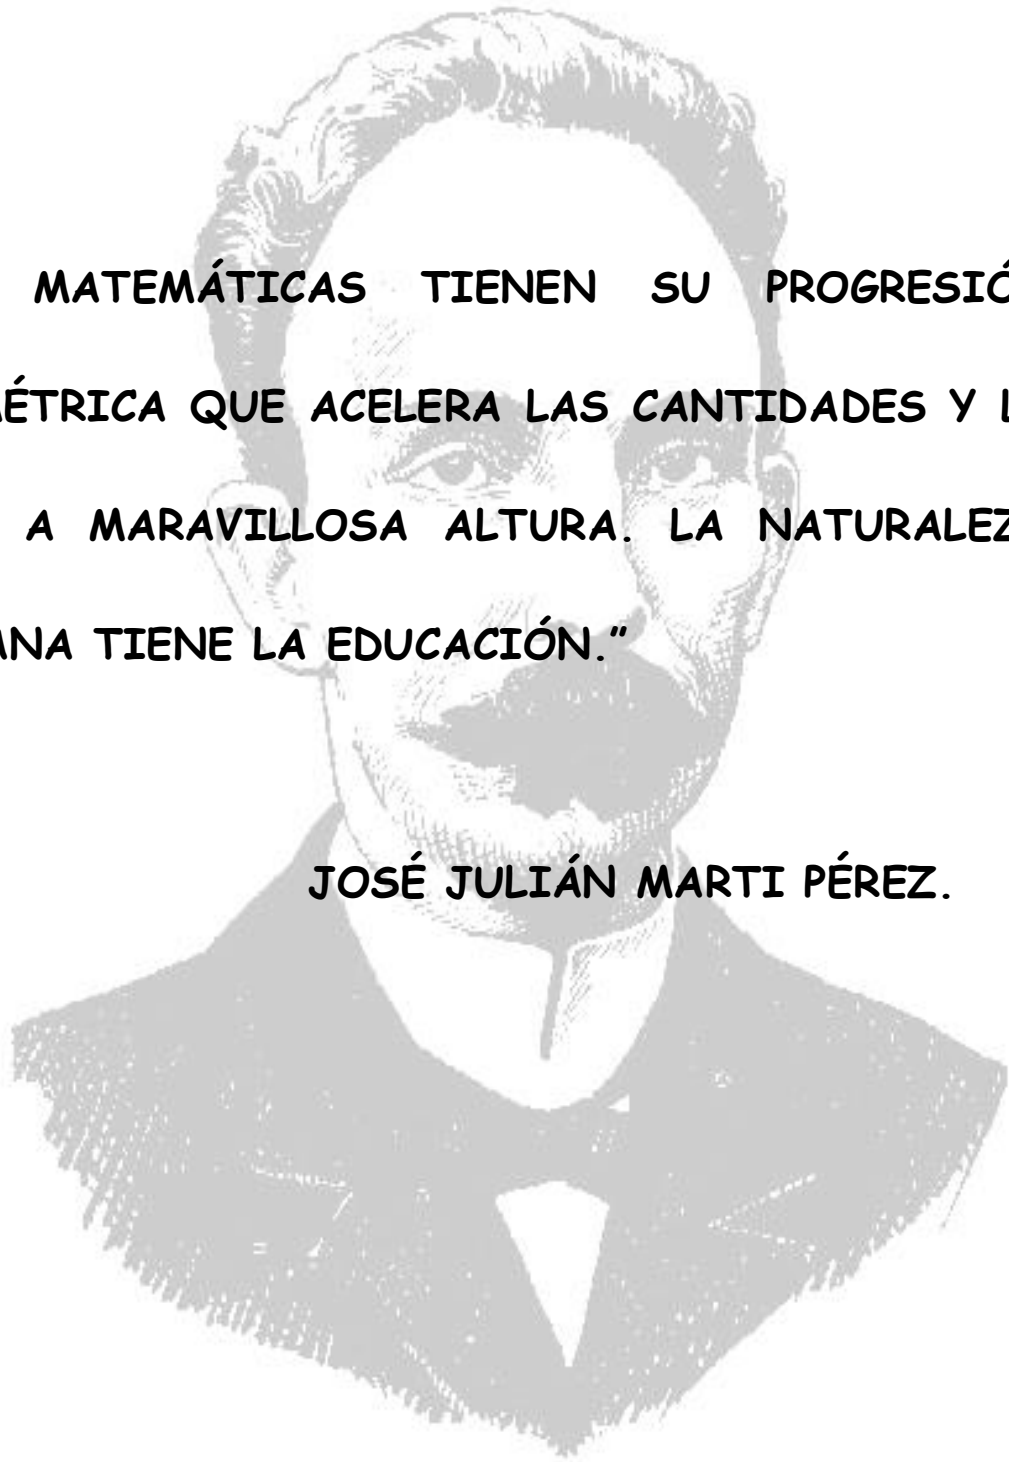 MATEMÁTICAS TIENEN SU PROGRESIÓ
ÉTRICA QUE ACELERA LAS CANTIDADES Y L
A MARAVILLOSA ALTURA. LA NATURALEZ
NA TIENE LA EDUCACIÓN.”
JOSÉ JULIÁN MARTI PÉREZ.